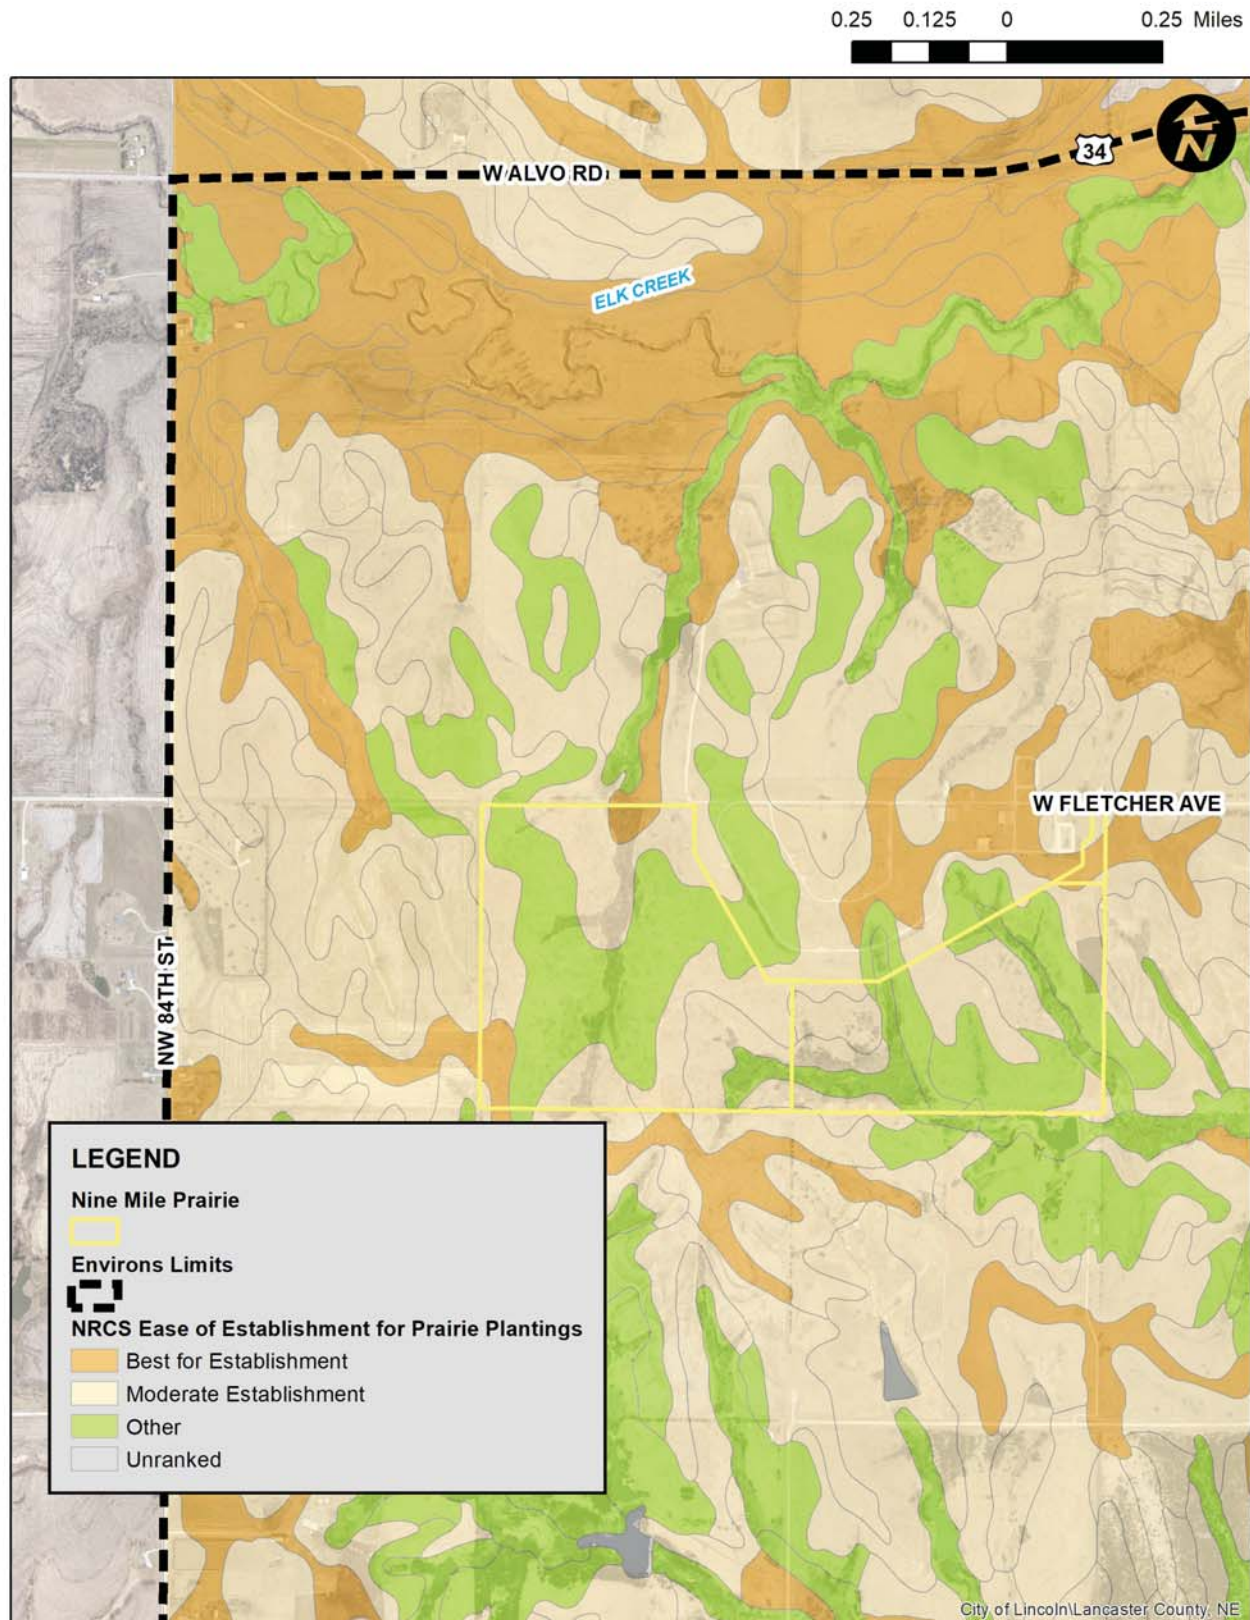 0.25 0.125 0 0.25 Miles
N
34
W ALVO RD
ELK CREEK
W FLETCHER AVE
NW 84TH ST
LEGEND
Nine Mile Prairie
Environs Limits
NRCS Ease of Establishment for Prairie Plantings
Best for Establishment
Moderate Establishment
Other
Unranked
City of Lincoln\Lancaster County, NE